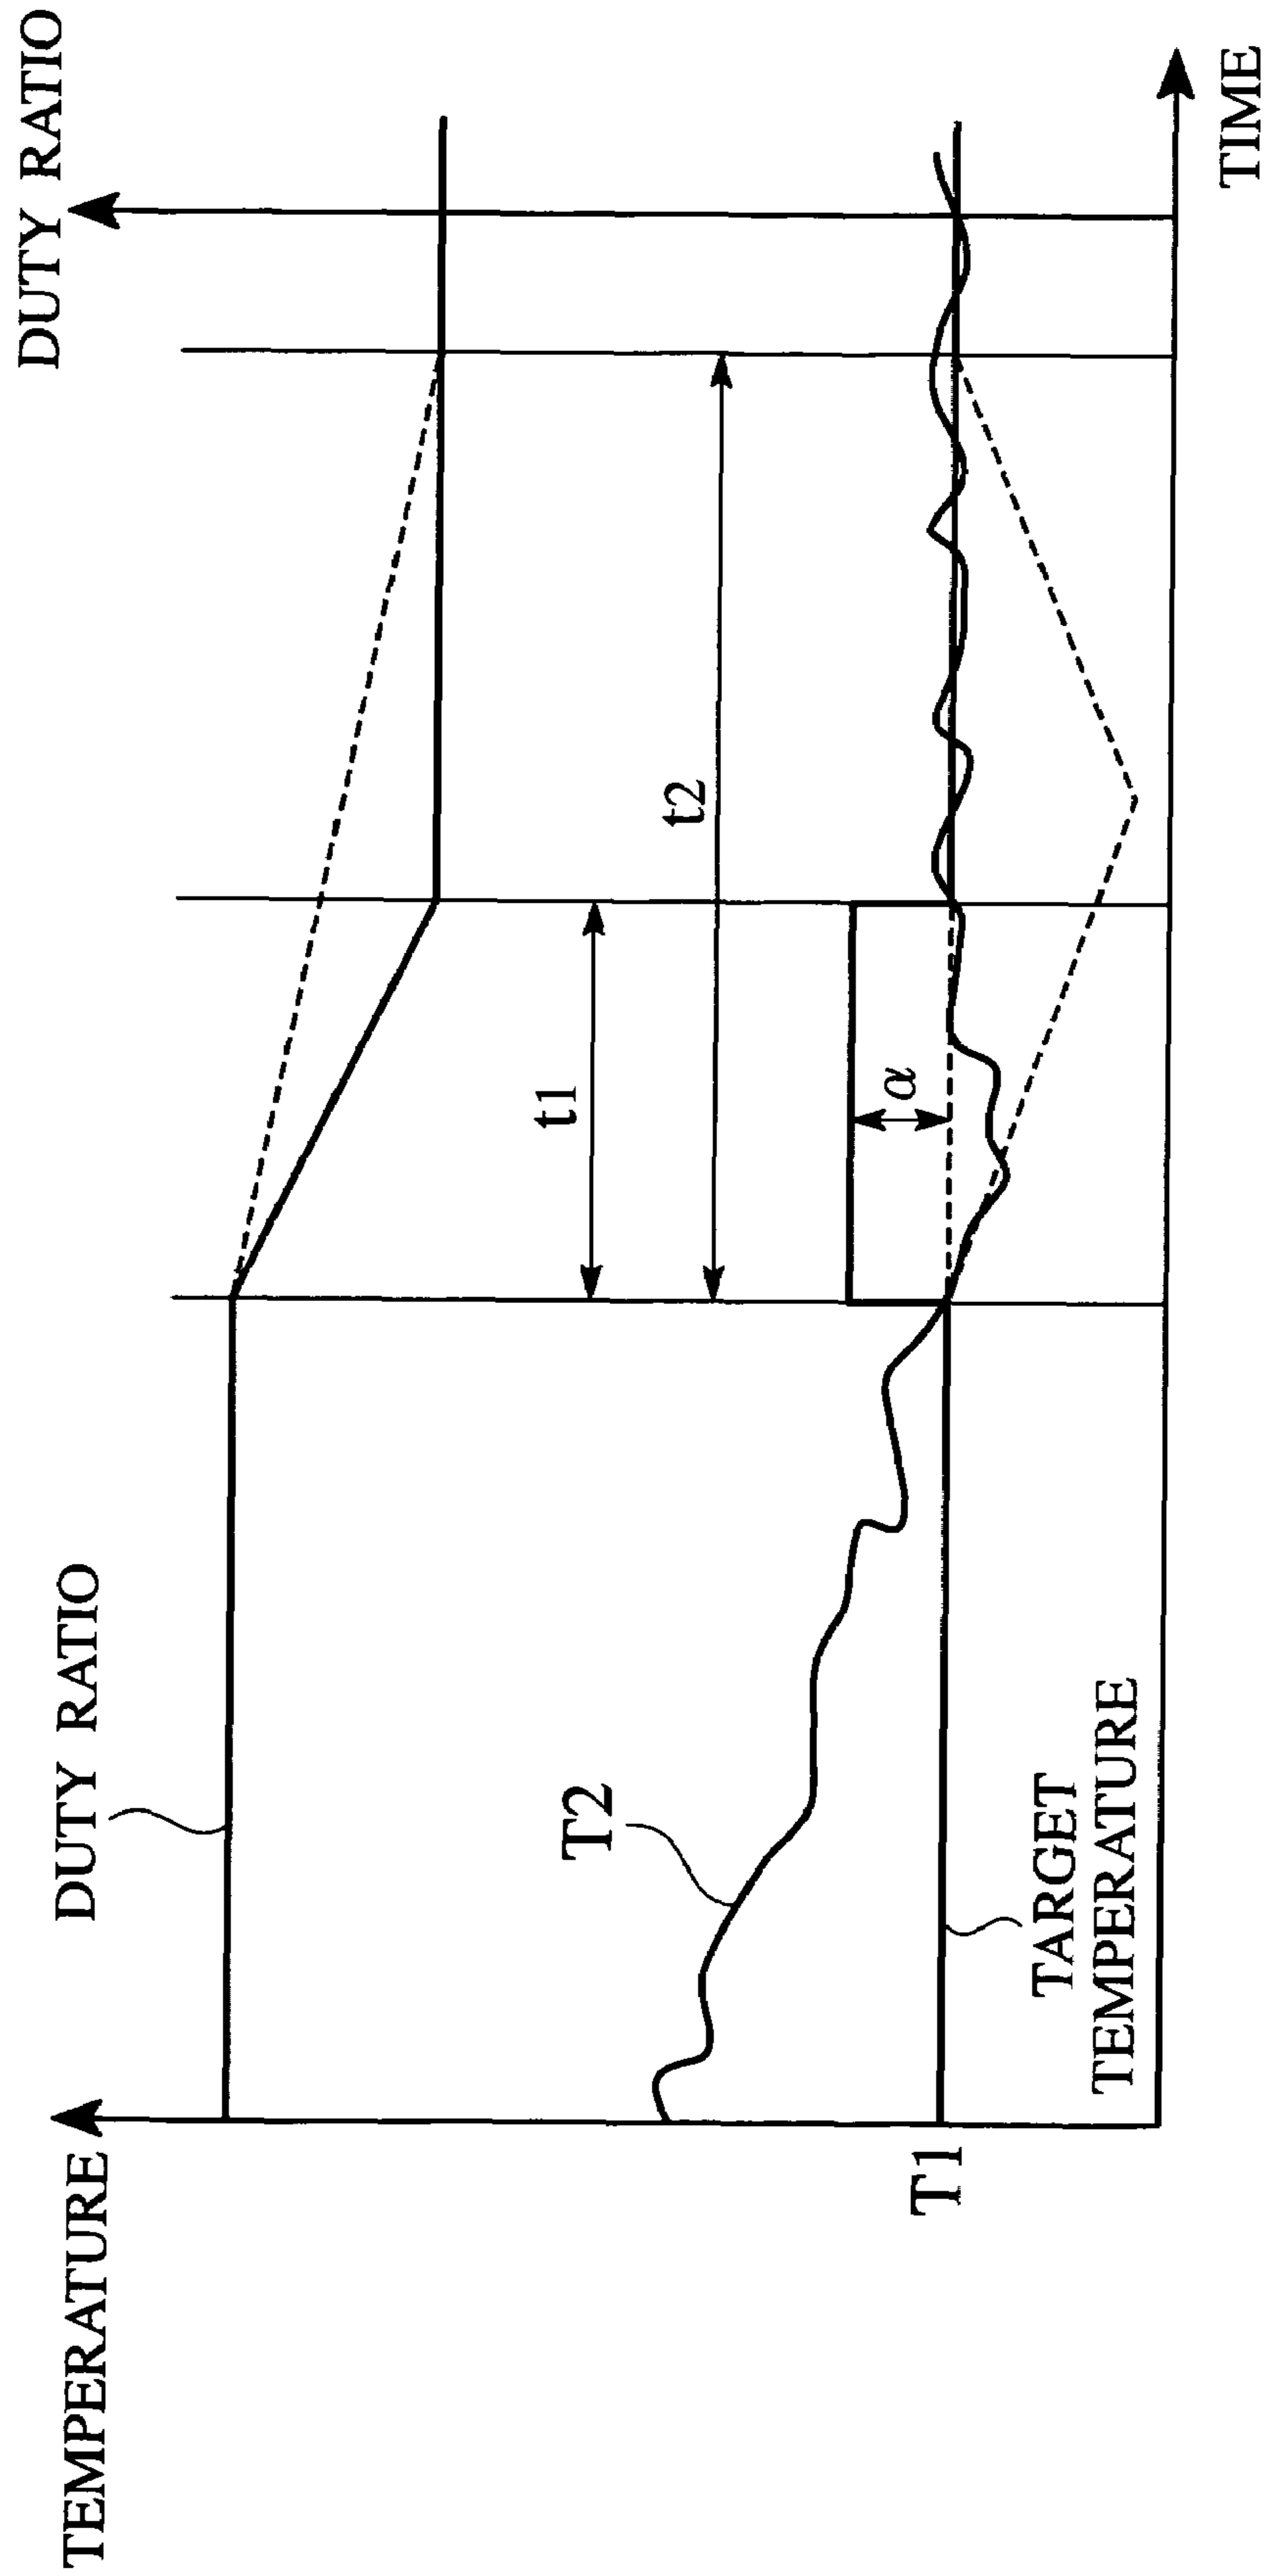 TEMPERATURE
DUTY RATIO
DUTY RATIO
T2
t1
t2
α
T1
TARGET
TEMPERATURE
TIME